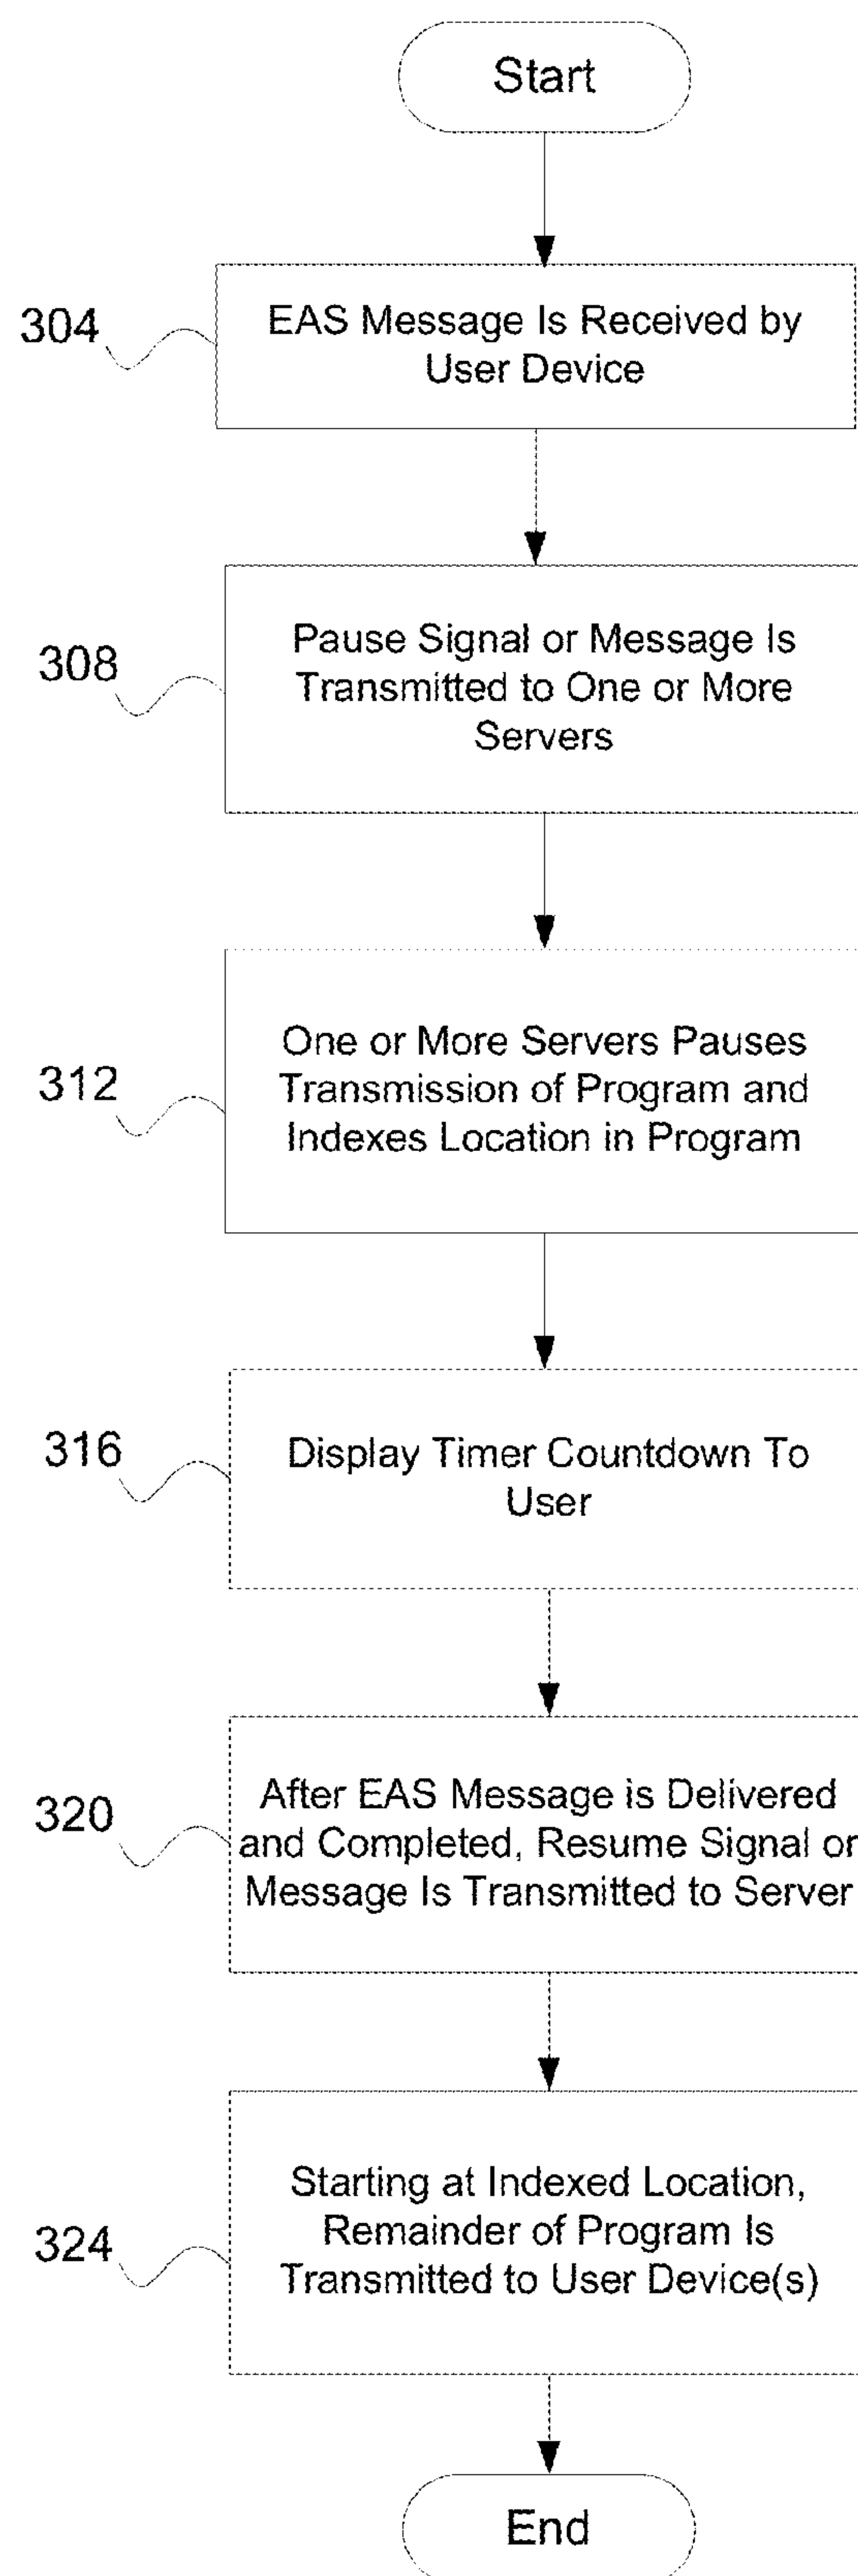 Start
304
EAS Message Is Received by
User Device
308
Pause Signal or Message Is
Transmitted to One or More
Servers
312
One or More Servers Pauses
Transmission of Program and
Indexes Location in Program
316
Display Timer Countdown To
User
320
After EAS Message is Delivered
and Completed, Resume Signal or
Message Is Transmitted to Server
324
Starting at Indexed Location,
Remainder of Program Is
Transmitted to User Device(s)
End